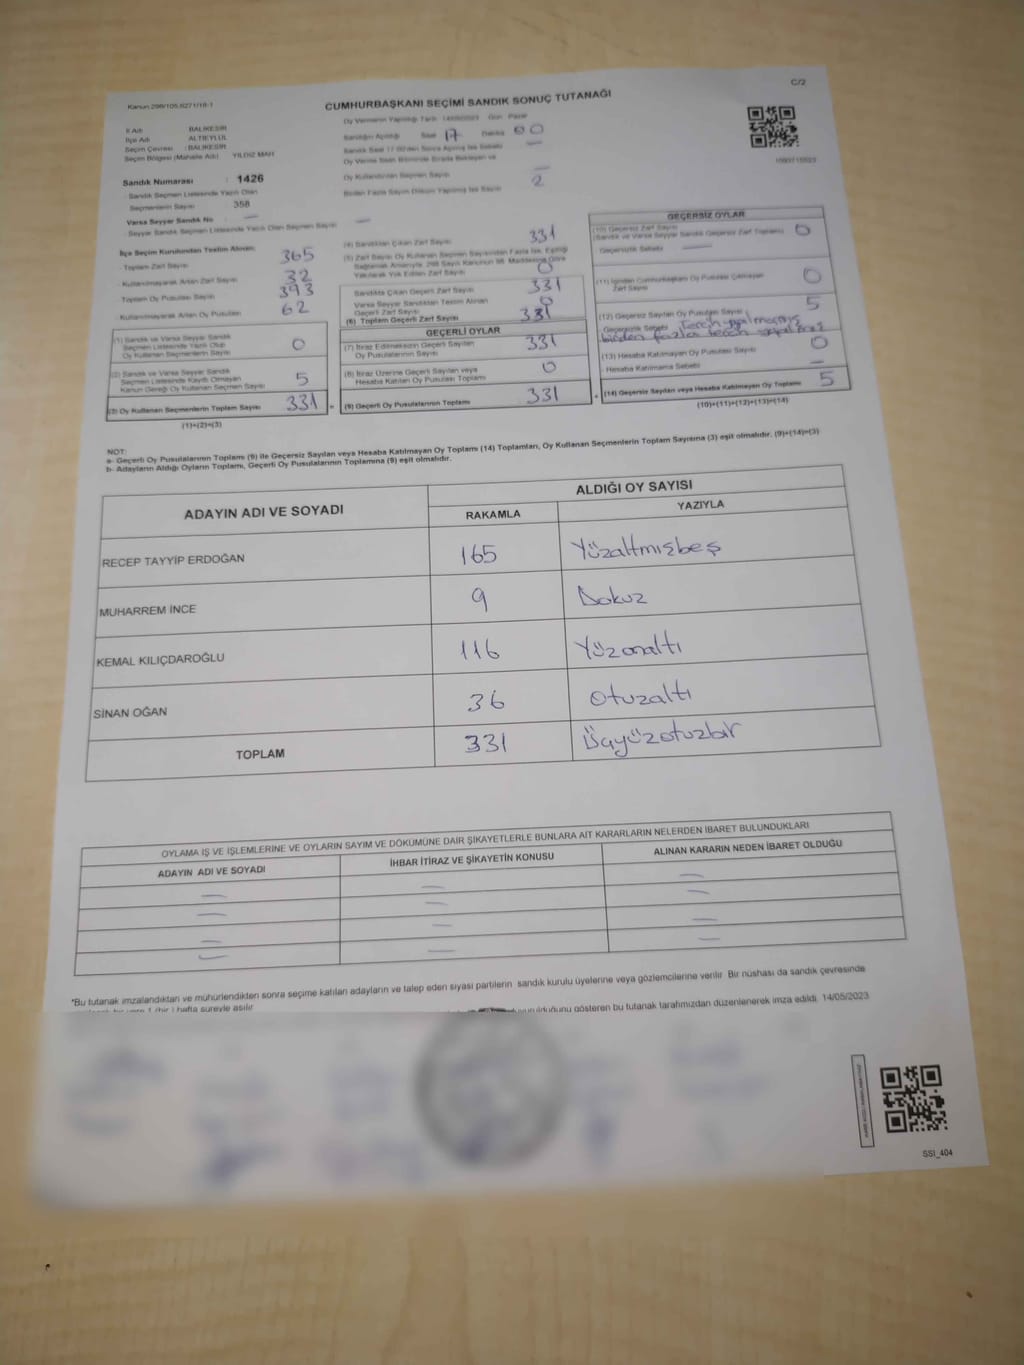 C/2
Kanun 298/105,6271/18-1
CUMHURBAŞKANI SEÇİMİ SANDIK SONUÇ TUTANAĞI
İl Adı : BALIKESİR
İlçe Adı : ALTIEYLÜL
Seçim Çevresi : BALIKESİR
Seçim Bölgesi (Mahalle Adı) YILDIZ MAH
Sandık Numarası : 1426
Sandık Seçmen Listesinde Yazılı Olan
Seçmenlerin Sayısı : 358
Varsa Seyyar Sandık No : —
Seyyar Sandık Seçmen Listesinde Yazılı Olan Seçmen Sayısı —
Oy Vermenin Yapıldığı Tarih 14/05/2023 Gün Pazar
Sandığın Açıldığı Saat 17 Dakika 00
Sandık Saat 17:00'den Sonra Açılmış İse Sebebi —
Oy Kullandırılan Seçmen Sayısı —
Birden Fazla Sayım Döküm Yapılmış İse Sayısı 2
İlçe Seçim Kurulundan Teslim Alınan;
Toplam Zarf Sayısı 365
Kullanılmayarak Artan Zarf Sayısı 32
Toplam Oy Pusulası Sayısı 393
Kullanılmayarak Artan Oy Pusulası 62
(1) Sandık ve Varsa Seyyar Sandık
Seçmen Listesinde Yazılı Olup
Oy Kullanan Seçmenlerin Sayısı 0
(2) Sandık ve Varsa Seyyar Sandık
Seçmen Listesinde Kayıtlı Olmayan
Kanun Gereği Oy Kullanan Seçmen Sayısı 5
(3) Oy Kullanan Seçmenlerin Toplam Sayısı 331
(1)+(2)=(3)
(4) Sandıktan Çıkan Zarf Sayısı 331
(5) Zarf Sayısı Oy Kullanan Seçmen Sayısından Fazla İse, Eşitliği
Sağlamak Amacıyla, 298 Sayılı Kanunun 98. Maddesine Göre
Yakılarak Yok Edilen Zarf Sayısı 0
Sandıkta Çıkan Geçerli Zarf Sayısı 331
Varsa Seyyar Sandıktan Teslim Alınan
Geçerli Zarf Sayısı 0
(6) Toplam Geçerli Zarf Sayısı 331
GEÇERLİ OYLAR
(7) İtiraz Edilmeksizin Geçerli Sayılan
Oy Pusulalarının Sayısı 331
(8) İtiraz Üzerine Geçerli Sayılan veya
Hesaba Katılan Oy Pusulası Toplamı 0
(9) Geçerli Oy Pusulalarının Toplamı 331
GEÇERSİZ OYLAR
(10) Geçersiz Zarf Sayısı
(Sandık ve Varsa Seyyar Sandık Geçersiz Zarf Toplamı) 0
Geçersizlik Sebebi —
(11) İçinden Cumhurbaşkanı Oy Pusulası Çıkmayan
Zarf Sayısı 0
(12) Geçersiz Sayılan Oy Pusulası Sayısı 5
Geçersizlik Sebebi Tercih yapılmamış
birden fazla tercih yapılmış
(13) Hesaba Katılmayan Oy Pusulası Sayısı 0
Hesaba Katılmama Sebebi —
(14) Geçersiz Sayılan veya Hesaba Katılmayan Oy Toplamı 5
(10)+(11)+(12)+(13)=(14)
NOT:
a- Geçerli Oy Pusulalarının Toplamı (9) ile Geçersiz Sayılan veya Hesaba Katılmayan Oy Toplamı (14) Toplamları, Oy Kullanan Seçmenlerin Toplam Sayısına (3) eşit olmalıdır. (9)+(14)=(3)
b- Adayların Aldığı Oyların Toplamı, Geçerli Oy Pusulalarının Toplamına (9) eşit olmalıdır.
ADAYIN ADI VE SOYADI ALDIĞI OY SAYISI
RAKAMLA YAZIYLA
RECEP TAYYİP ERDOĞAN 165 Yüzaltmışbeş
MUHARREM İNCE 9 Dokuz
KEMAL KILIÇDAROĞLU 116 Yüzonaltı
SİNAN OĞAN 36 Otuzaltı
TOPLAM 331 Üçyüzotuzbir
OYLAMA İŞ VE İŞLEMLERİNE VE OYLARIN SAYIM VE DÖKÜMÜNE DAİR ŞİKAYETLERLE BUNLARA AİT KARARLARIN NELERDEN İBARET BULUNDUKLARI
ADAYIN ADI VE SOYADI İHBAR İTİRAZ VE ŞİKAYETİN KONUSU ALINAN KARARIN NEDEN İBARET OLDUĞU
— — —
— — —
— — —
— — —
*Bu tutanak imzalandıktan ve mühürlendikten sonra seçime katılan adayların ve talep eden siyasi partilerin sandık kurulu üyelerine veya gözlemcilerine verilir. Bir nüshası da sandık çevresinde
bir yere 1 (bir) hafta süreyle asılır
duğunu gösteren bu tutanak tarafımızdan düzenlenerek imza edildi. 14/05/2023
SSI_404